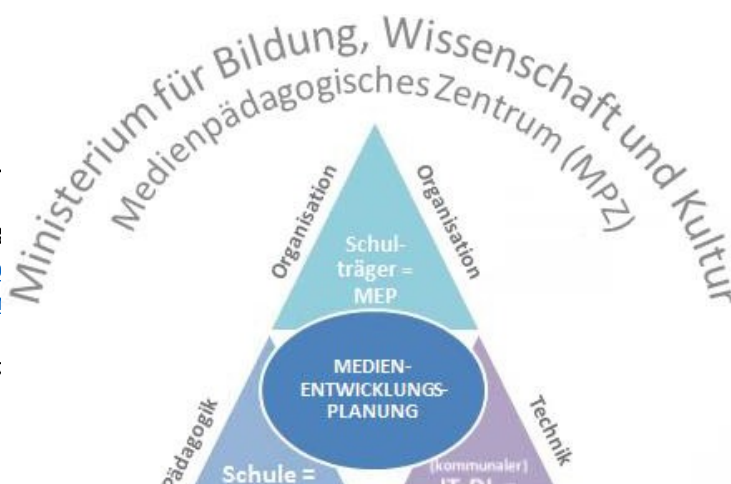 Ministerium für Bildung, Wissenschaft und Kultur
Medienpädagogisches Zentrum (MPZ)
Organisation
Organisation
Schul-
träger =
MEP
MEDIEN-
ENTWICKLUNGS-
PLANUNG
Pädagogik
Technik
Schule =
(kommunaler)